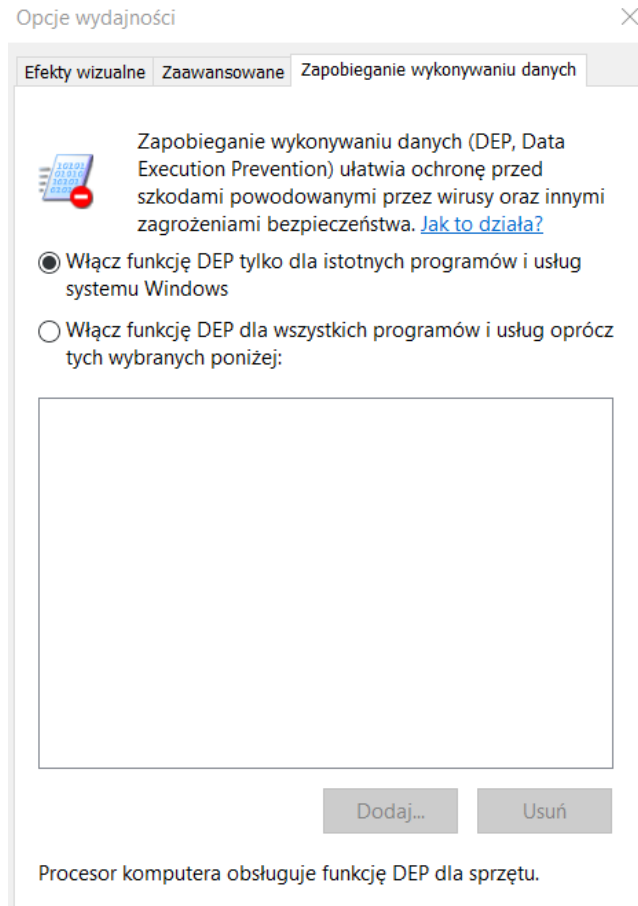 Opcje wydajności
Efekty wizualne Zaawansowane Zapobieganie wykonywaniu danych
Zapobieganie wykonywaniu danych (DEP, Data
Execution Prevention) ułatwia ochronę przed
szkodami powodowanymi przez wirusy oraz innymi
zagrożeniami bezpieczeństwa. Jak to działa?
Włącz funkcję DEP tylko dla istotnych programów i usług
systemu Windows
Włącz funkcję DEP dla wszystkich programów i usług oprócz
tych wybranych poniżej:
Dodaj... Usuń
Procesor komputera obsługuje funkcję DEP dla sprzętu.